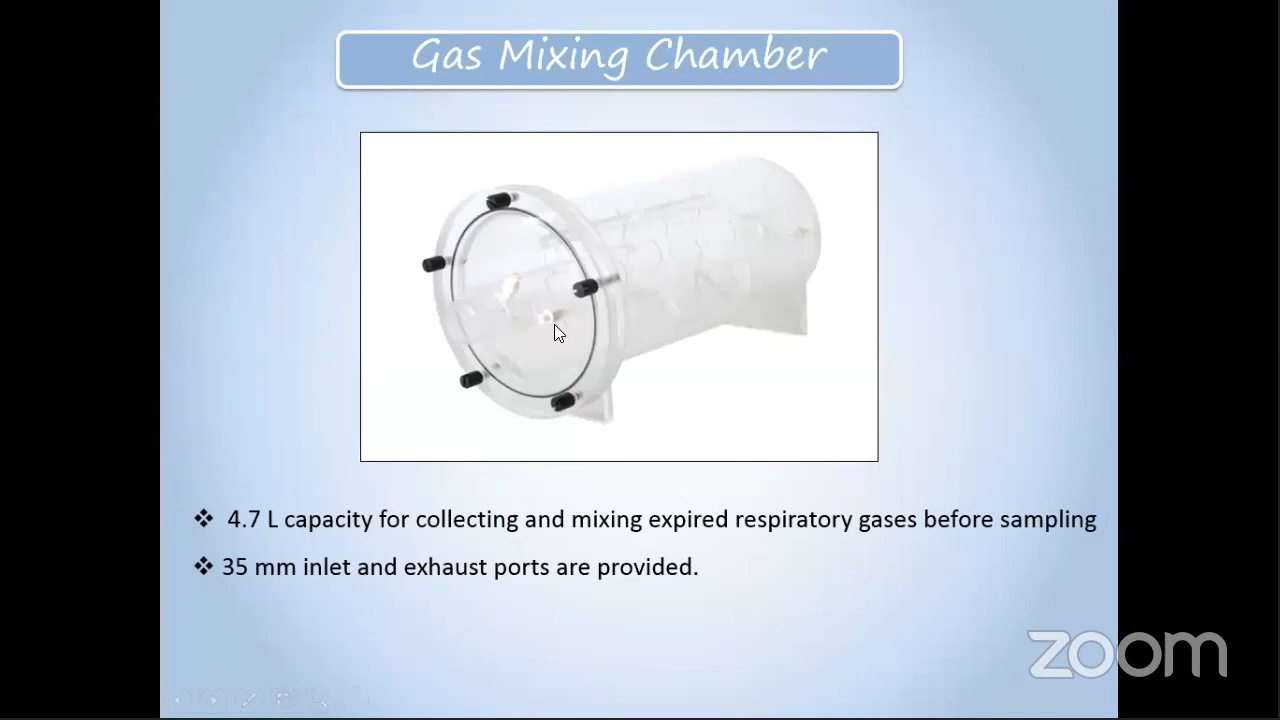 Gas Mixing Chamber
❖ 4.7 L capacity for collecting and mixing expired respiratory gases before sampling
❖ 35 mm inlet and exhaust ports are provided.
zoom